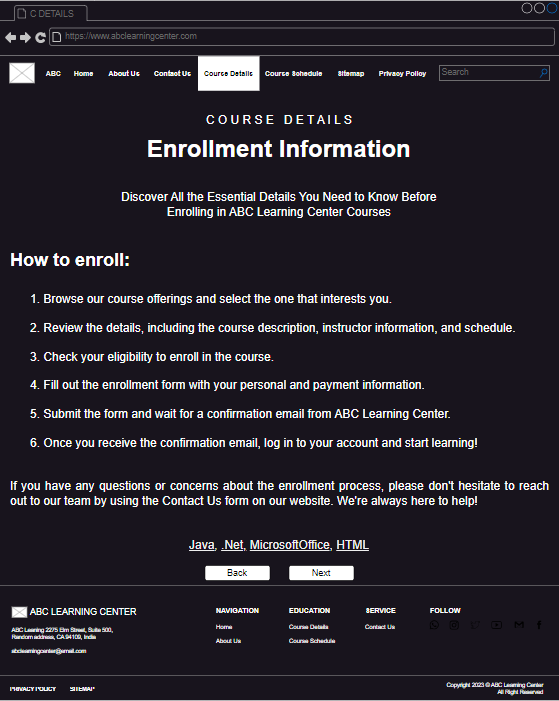 C DETAILS
https://www.abclearningcenter.com
ABC Home About Us Contact Us Course Details Course Schedule Sitemap Privacy Policy Search
COURSE DETAILS
Enrollment Information
Discover All the Essential Details You Need to Know Before
Enrolling in ABC Learning Center Courses
How to enroll:
1. Browse our course offerings and select the one that interests you.
2. Review the details, including the course description, instructor information, and schedule.
3. Check your eligibility to enroll in the course.
4. Fill out the enrollment form with your personal and payment information.
5. Submit the form and wait for a confirmation email from ABC Learning Center.
6. Once you receive the confirmation email, log in to your account and start learning!
If you have any questions or concerns about the enrollment process, please don't hesitate to reach
out to our team by using the Contact Us form on our website. We're always here to help!
Java, .Net, MicrosoftOffice, HTML
Back Next
ABC LEARNING CENTER
ABC Learning 2275 Elm Street, Suite 500,
Random address, CA 94109, India
abclearningcenter@email.com
NAVIGATION
Home
About Us
EDUCATION
Course Details
Course Schedule
SERVICE
Contact Us
FOLLOW
PRIVACY POLICY SITEMAP
Copyright 2023 © ABC Learning Center
All Right Reserved